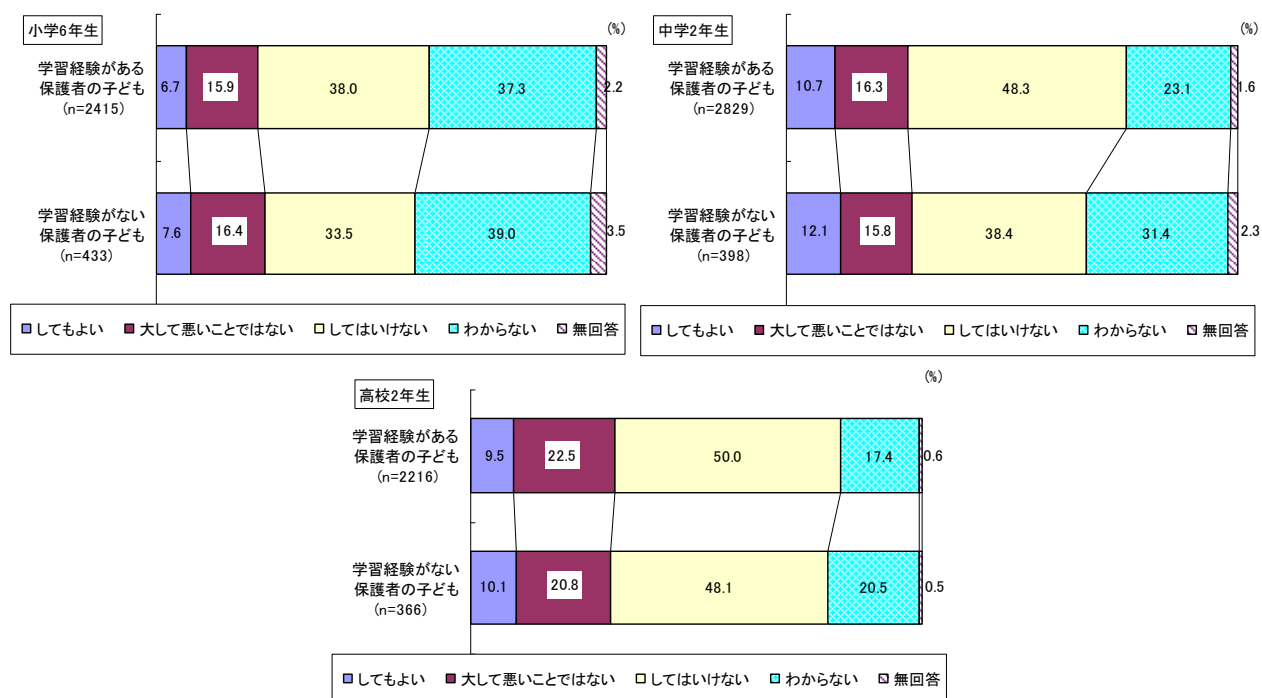 小学6年生
(%)
学習経験がある
保護者の子ども
(n=2415)
6.7 15.9 38.0 37.3 2.2
学習経験がない
保護者の子ども
(n=433)
7.6 16.4 33.5 39.0 3.5
してもよい 大して悪いことではない してはいけない わからない 無回答
中学2年生
(%)
学習経験がある
保護者の子ども
(n=2829)
10.7 16.3 48.3 23.1 1.6
学習経験がない
保護者の子ども
(n=398)
12.1 15.8 38.4 31.4 2.3
してもよい 大して悪いことではない してはいけない わからない 無回答
高校2年生
(%)
学習経験がある
保護者の子ども
(n=2216)
9.5 22.5 50.0 17.4 0.6
学習経験がない
保護者の子ども
(n=366)
10.1 20.8 48.1 20.5 0.5
してもよい 大して悪いことではない してはいけない わからない 無回答